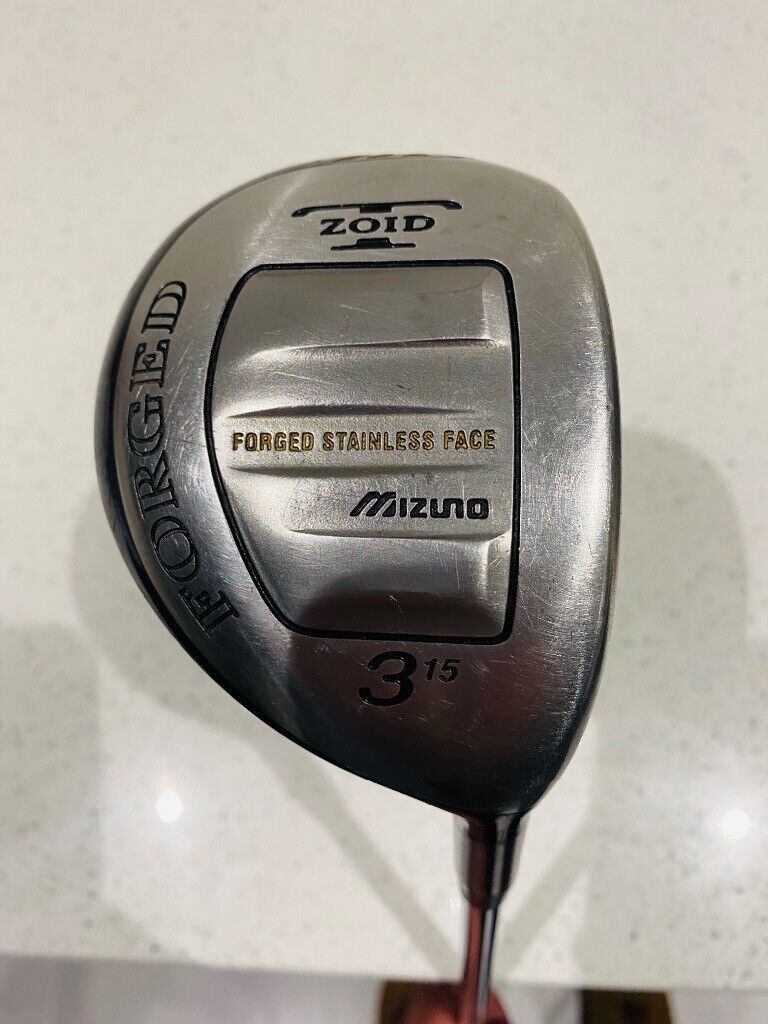 ZOID
FORGED
FORGED STAINLESS FACE
MIZUNO
3 15